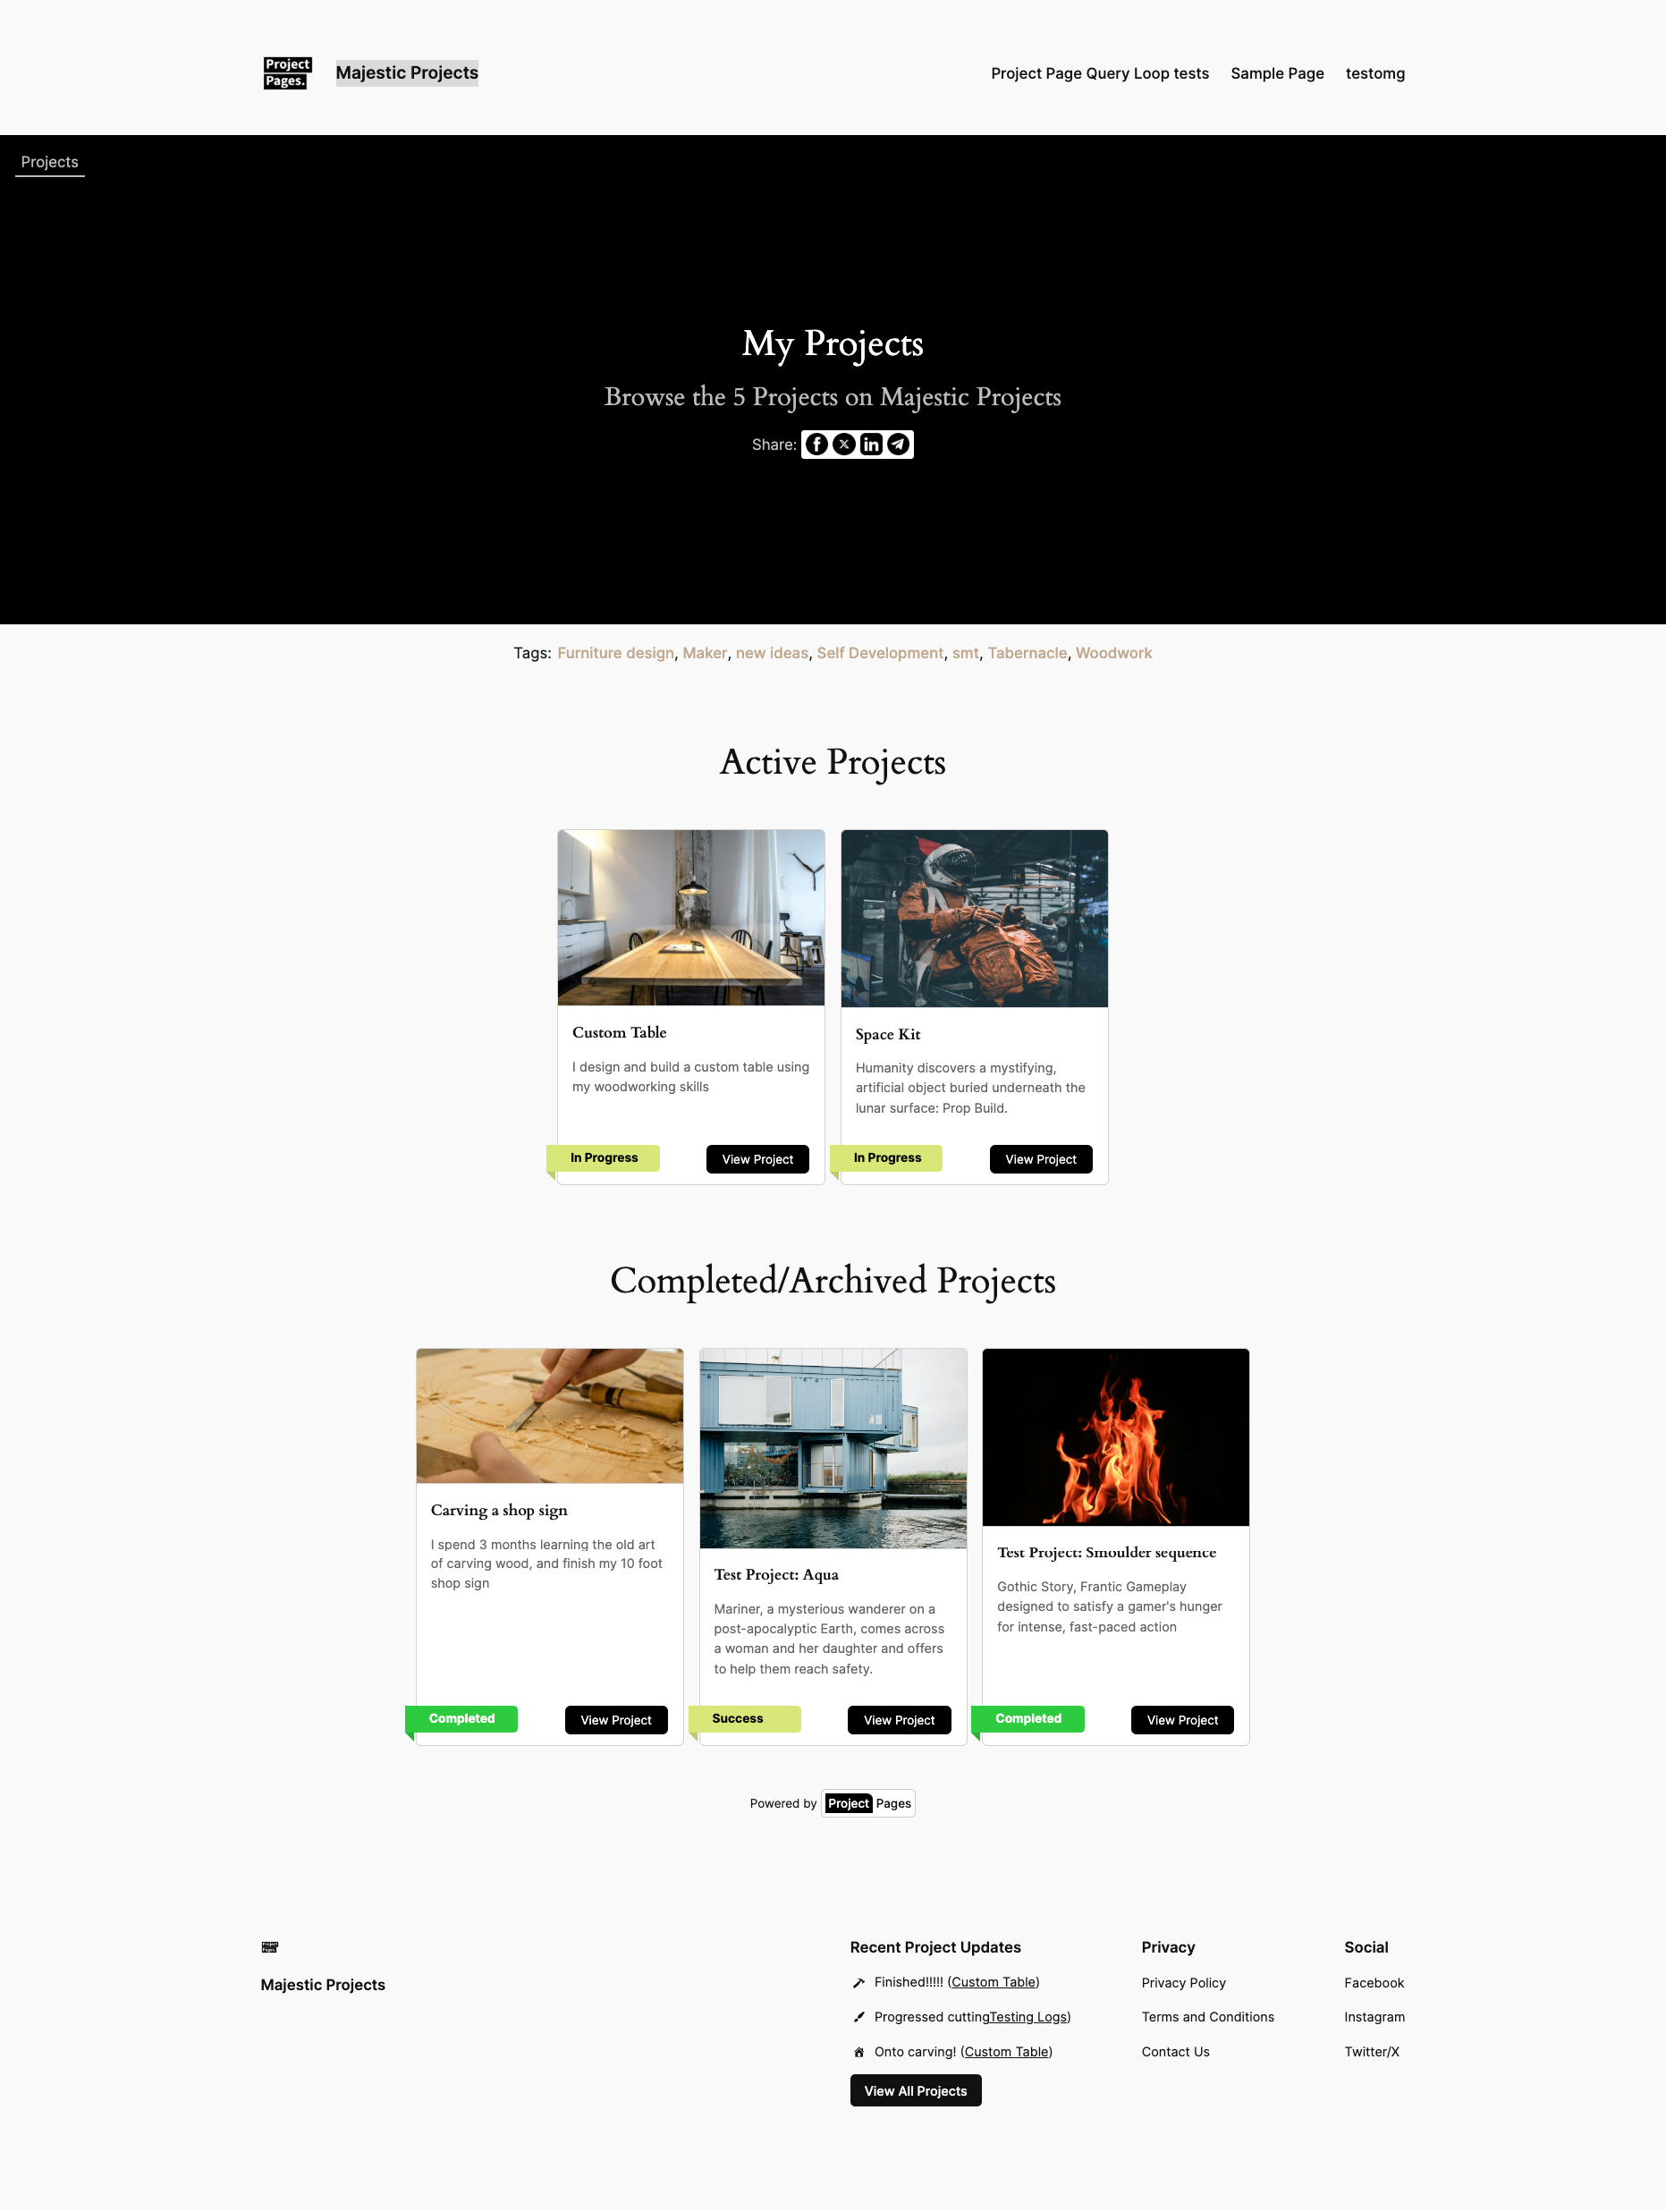 Project
Pages.
Majestic Projects
Project Page Query Loop tests
Sample Page
testomg
Projects
My Projects
Browse the 5 Projects on Majestic Projects
Share:
Tags: Furniture design, Maker, new ideas, Self Development, smt, Tabernacle, Woodwork
Active Projects
Custom Table
I design and build a custom table using
my woodworking skills
In Progress
View Project
Space Kit
Humanity discovers a mystifying,
artificial object buried underneath the
lunar surface: Prop Build.
In Progress
View Project
Completed/Archived Projects
Carving a shop sign
I spend 3 months learning the old art
of carving wood, and finish my 10 foot
shop sign
Completed
View Project
Test Project: Aqua
Mariner, a mysterious wanderer on a
post-apocalyptic Earth, comes across
a woman and her daughter and offers
to help them reach safety.
Success
View Project
Test Project: Smoulder sequence
Gothic Story, Frantic Gameplay
designed to satisfy a gamer's hunger
for intense, fast-paced action
Completed
View Project
Powered by Project Pages
Majestic Projects
Recent Project Updates
Finished!!!!! (Custom Table)
Progressed cuttingTesting Logs)
Onto carving! (Custom Table)
View All Projects
Privacy
Privacy Policy
Terms and Conditions
Contact Us
Social
Facebook
Instagram
Twitter/X